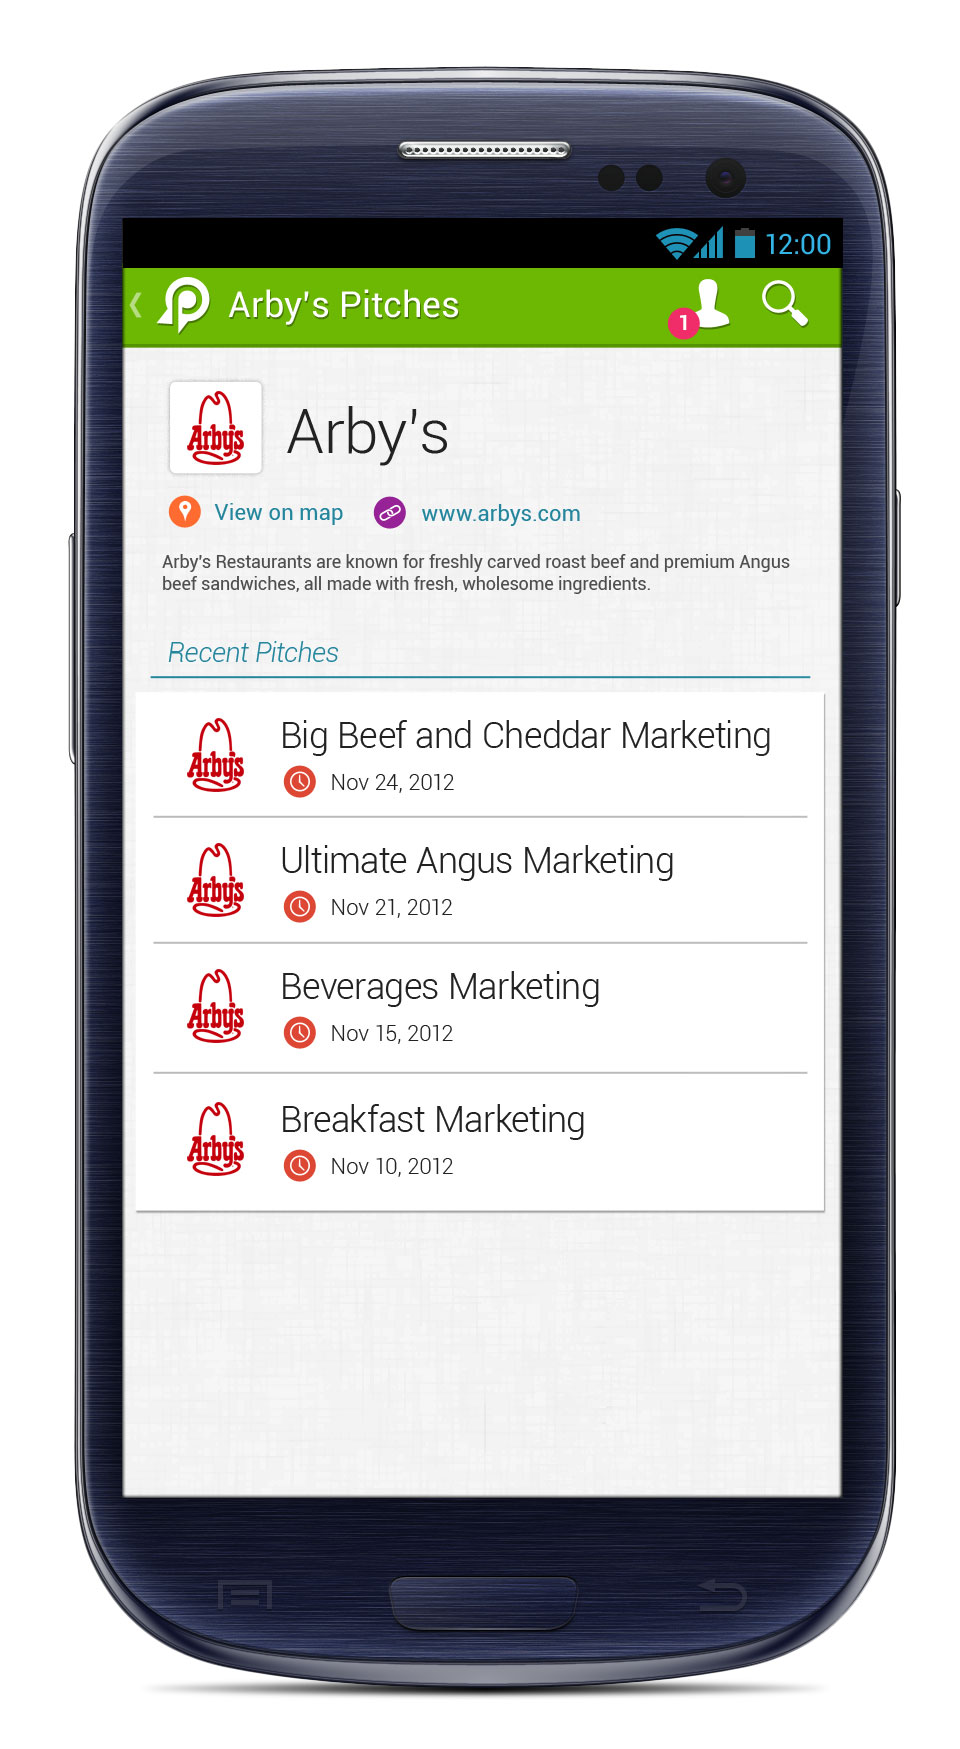 12:00
Arby's Pitches
1
Arby's
Arby's
View on map www.arbys.com
Arby's Restaurants are known for freshly carved roast beef and premium Angus
beef sandwiches, all made with fresh, wholesome ingredients.
Recent Pitches
Arby's
Big Beef and Cheddar Marketing
Nov 24, 2012
Arby's
Ultimate Angus Marketing
Nov 21, 2012
Arby's
Beverages Marketing
Nov 15, 2012
Arby's
Breakfast Marketing
Nov 10, 2012